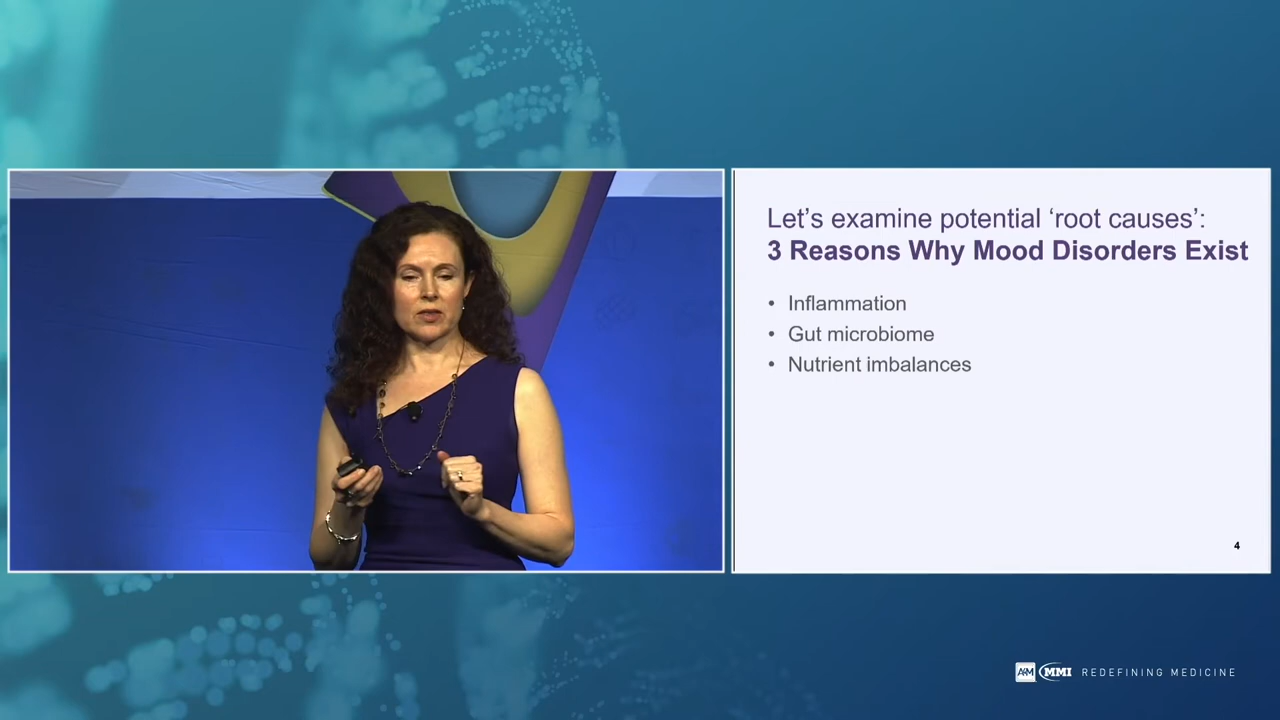 Let’s examine potential ‘root causes’:
3 Reasons Why Mood Disorders Exist
• Inflammation
• Gut microbiome
• Nutrient imbalances
4
A4M MMI REDEFINING MEDICINE